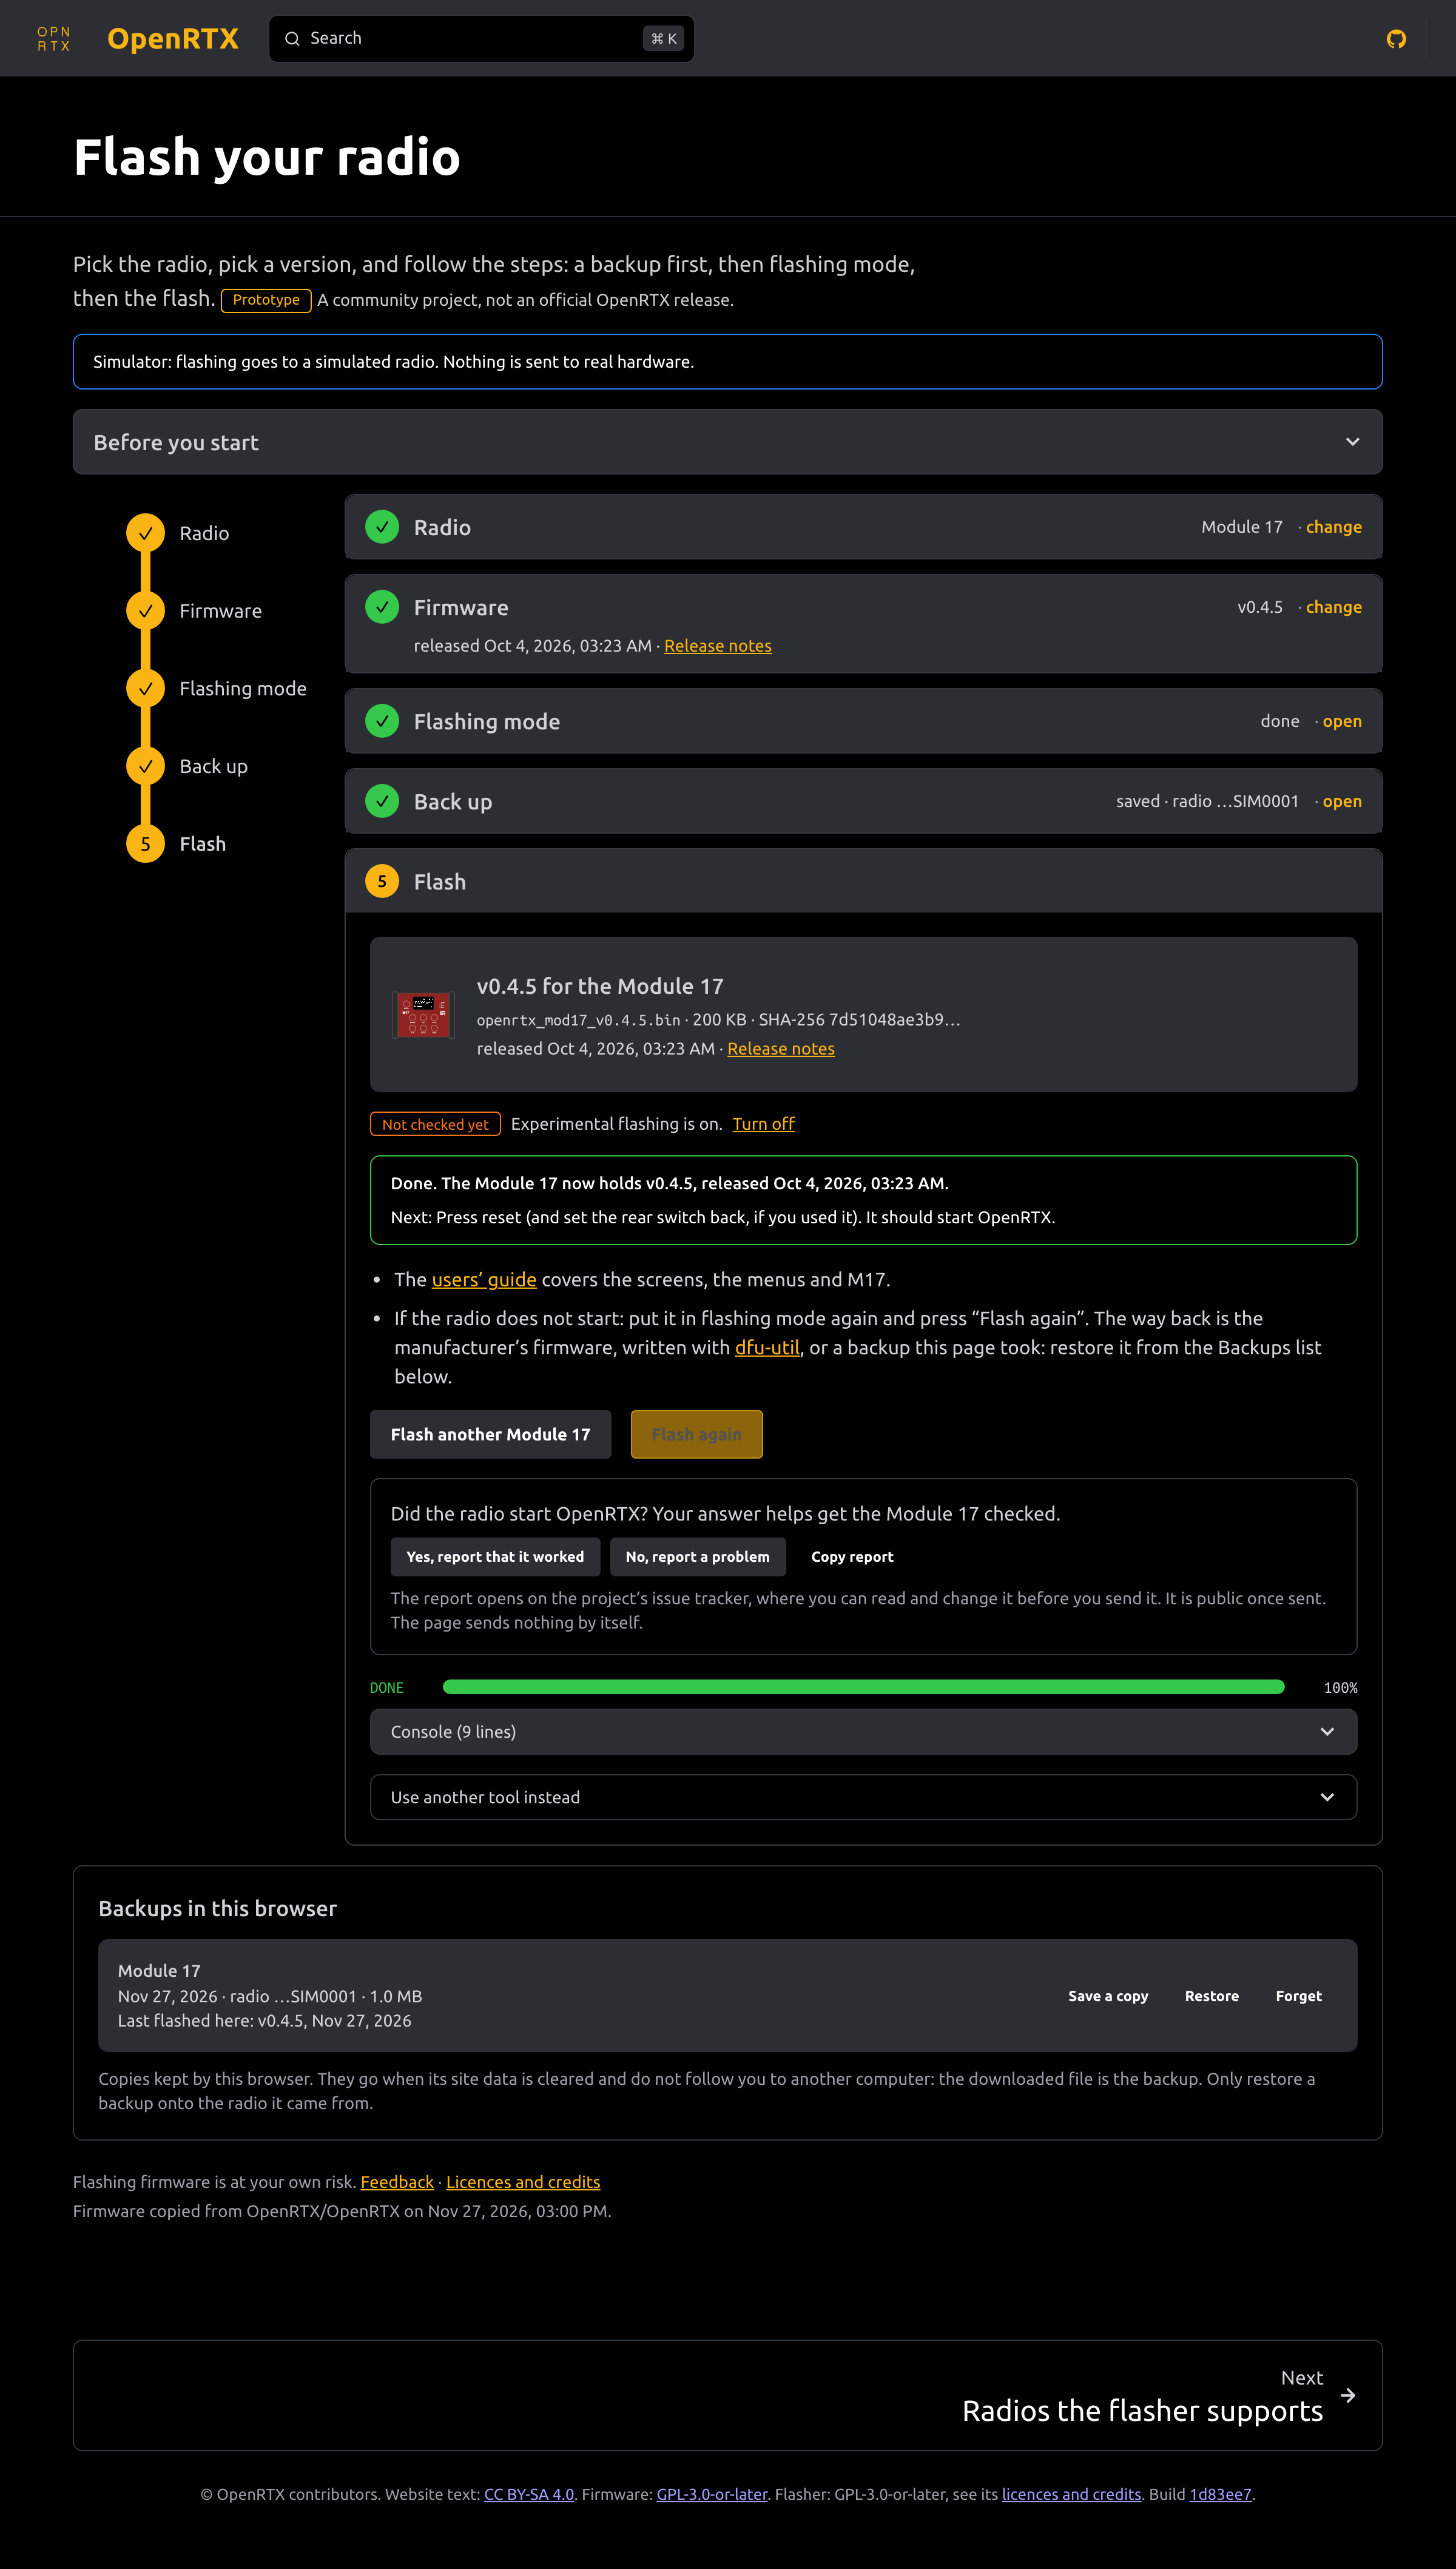 OPN
RTX
OpenRTX
Search
⌘ K
Flash your radio
Pick the radio, pick a version, and follow the steps: a backup first, then flashing mode,
then the flash. Prototype A community project, not an official OpenRTX release.
Simulator: flashing goes to a simulated radio. Nothing is sent to real hardware.
Before you start
Radio
Firmware
Flashing mode
Back up
5 Flash
Radio
Module 17 · change
Firmware
v0.4.5 · change
released Oct 4, 2026, 03:23 AM · Release notes
Flashing mode
done · open
Back up
saved · radio …SIM0001 · open
5 Flash
v0.4.5 for the Module 17
openrtx_mod17_v0.4.5.bin · 200 KB · SHA-256 7d51048ae3b9…
released Oct 4, 2026, 03:23 AM · Release notes
Not checked yet Experimental flashing is on. Turn off
Done. The Module 17 now holds v0.4.5, released Oct 4, 2026, 03:23 AM.
Next: Press reset (and set the rear switch back, if you used it). It should start OpenRTX.
• The users’ guide covers the screens, the menus and M17.
• If the radio does not start: put it in flashing mode again and press “Flash again”. The way back is the
manufacturer’s firmware, written with dfu-util, or a backup this page took: restore it from the Backups list
below.
Flash another Module 17
Flash again
Did the radio start OpenRTX? Your answer helps get the Module 17 checked.
Yes, report that it worked
No, report a problem
Copy report
The report opens on the project’s issue tracker, where you can read and change it before you send it. It is public once sent.
The page sends nothing by itself.
DONE
100%
Console (9 lines)
Use another tool instead
Backups in this browser
Module 17
Nov 27, 2026 · radio …SIM0001 · 1.0 MB
Last flashed here: v0.4.5, Nov 27, 2026
Save a copy
Restore
Forget
Copies kept by this browser. They go when its site data is cleared and do not follow you to another computer: the downloaded file is the backup. Only restore a
backup onto the radio it came from.
Flashing firmware is at your own risk. Feedback · Licences and credits
Firmware copied from OpenRTX/OpenRTX on Nov 27, 2026, 03:00 PM.
Next
Radios the flasher supports
© OpenRTX contributors. Website text: CC BY-SA 4.0. Firmware: GPL-3.0-or-later. Flasher: GPL-3.0-or-later, see its licences and credits. Build 1d83ee7.